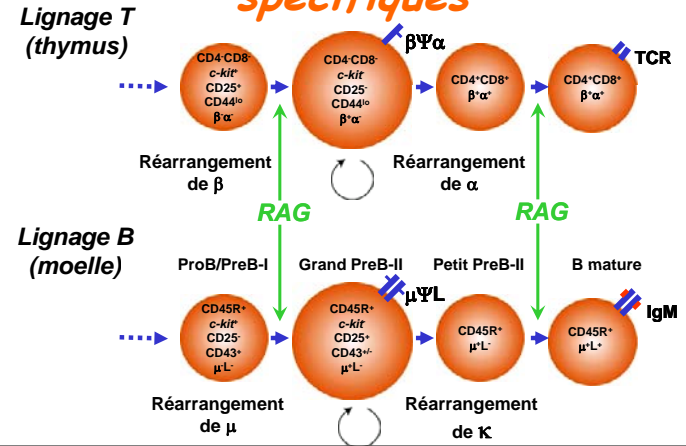 spécifiques
Lignage T
(thymus)
CD4-CD8-
c-kit+
CD25+
CD44lo
β-α-
CD4-CD8-
c-kit-
CD25-
CD44lo
β+α-
βΨα
CD4+CD8+
β+α+
CD4+CD8+
β+α+
TCR
Réarrangement
de β
Réarrangement
de α
RAG
RAG
Lignage B
(moelle)
ProB/PreB-I
Grand PreB-II
Petit PreB-II
B mature
CD45R+
c-kit+
CD25-
CD43+
μ-L-
CD45R+
c-kit-
CD25+
CD43+/-
μ+L-
μΨL
CD45R+
μ+L-
CD45R+
μ+L+
IgM
Réarrangement
de μ
Réarrangement
de κ